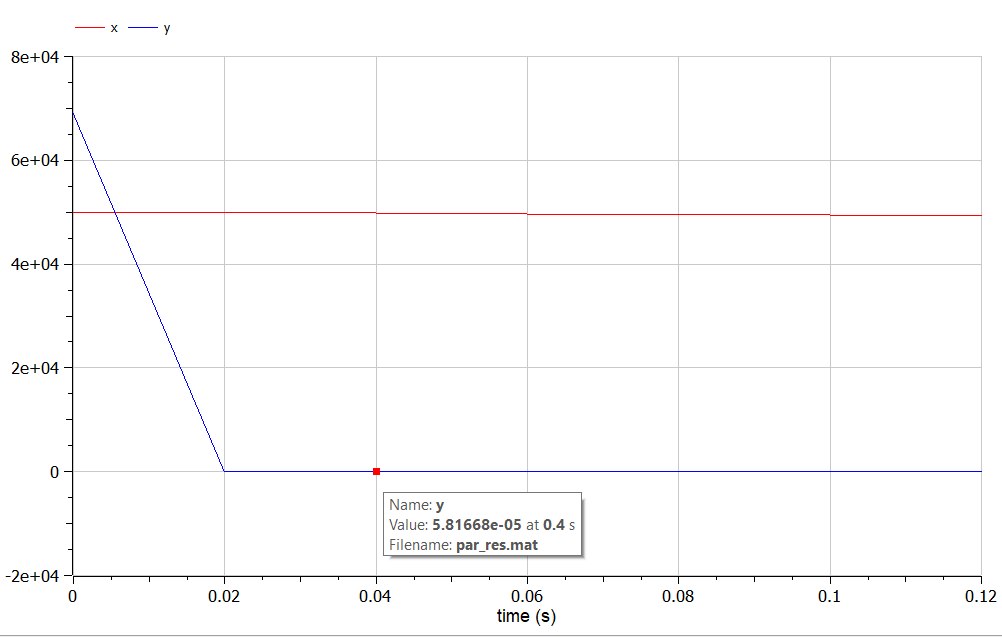 x y
8e+04
6e+04
4e+04
2e+04
0
-2e+04
Name: y
Value: 5.81668e-05 at 0.4 s
Filename: par_res.mat
0 0.02 0.04 0.06 0.08 0.1 0.12
time (s)